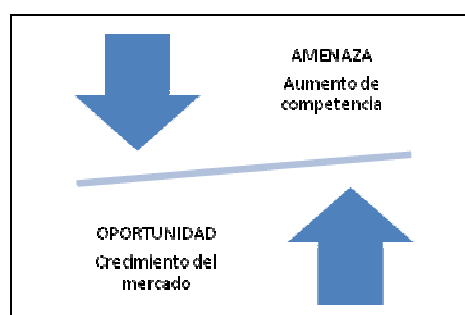 AMENAZA
Aumento de
competencia
OPORTUNIDAD
Crecimiento del
mercado